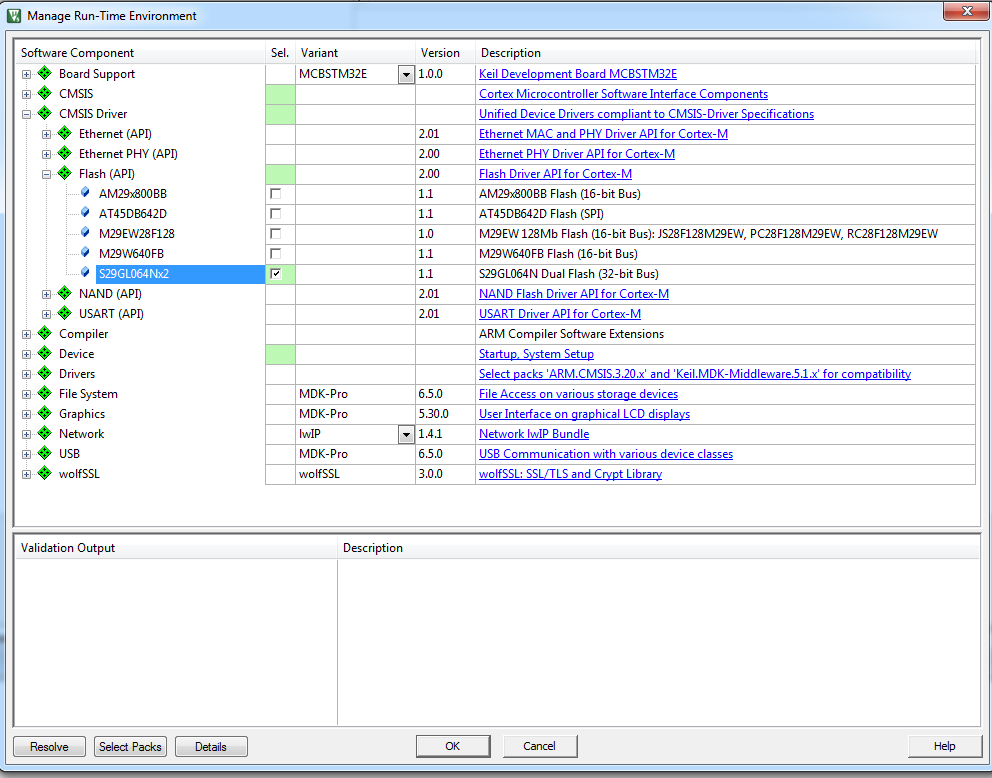 Manage Run-Time Environment
Software Component Sel. Variant Version Description
Board Support MCBSTM32E 1.0.0 Keil Development Board MCBSTM32E
CMSIS Cortex Microcontroller Software Interface Components
CMSIS Driver Unified Device Drivers compliant to CMSIS-Driver Specifications
Ethernet (API) 2.01 Ethernet MAC and PHY Driver API for Cortex-M
Ethernet PHY (API) 2.00 Ethernet PHY Driver API for Cortex-M
Flash (API) 2.00 Flash Driver API for Cortex-M
AM29x800BB 1.1 AM29x800BB Flash (16-bit Bus)
AT45DB642D 1.1 AT45DB642D Flash (SPI)
M29EW28F128 1.0 M29EW 128Mb Flash (16-bit Bus): JS28F128M29EW, PC28F128M29EW, RC28F128M29EW
M29W640FB 1.1 M29W640FB Flash (16-bit Bus)
S29GL064Nx2 1.1 S29GL064N Dual Flash (32-bit Bus)
NAND (API) 2.01 NAND Flash Driver API for Cortex-M
USART (API) 2.01 USART Driver API for Cortex-M
Compiler ARM Compiler Software Extensions
Device Startup, System Setup
Drivers Select packs 'ARM.CMSIS.3.20.x' and 'Keil.MDK-Middleware.5.1.x' for compatibility
File System MDK-Pro 6.5.0 File Access on various storage devices
Graphics MDK-Pro 5.30.0 User Interface on graphical LCD displays
Network lwIP 1.4.1 Network lwIP Bundle
USB MDK-Pro 6.5.0 USB Communication with various device classes
wolfSSL wolfSSL 3.0.0 wolfSSL: SSL/TLS and Crypt Library
Validation Output Description
Resolve Select Packs Details OK Cancel Help